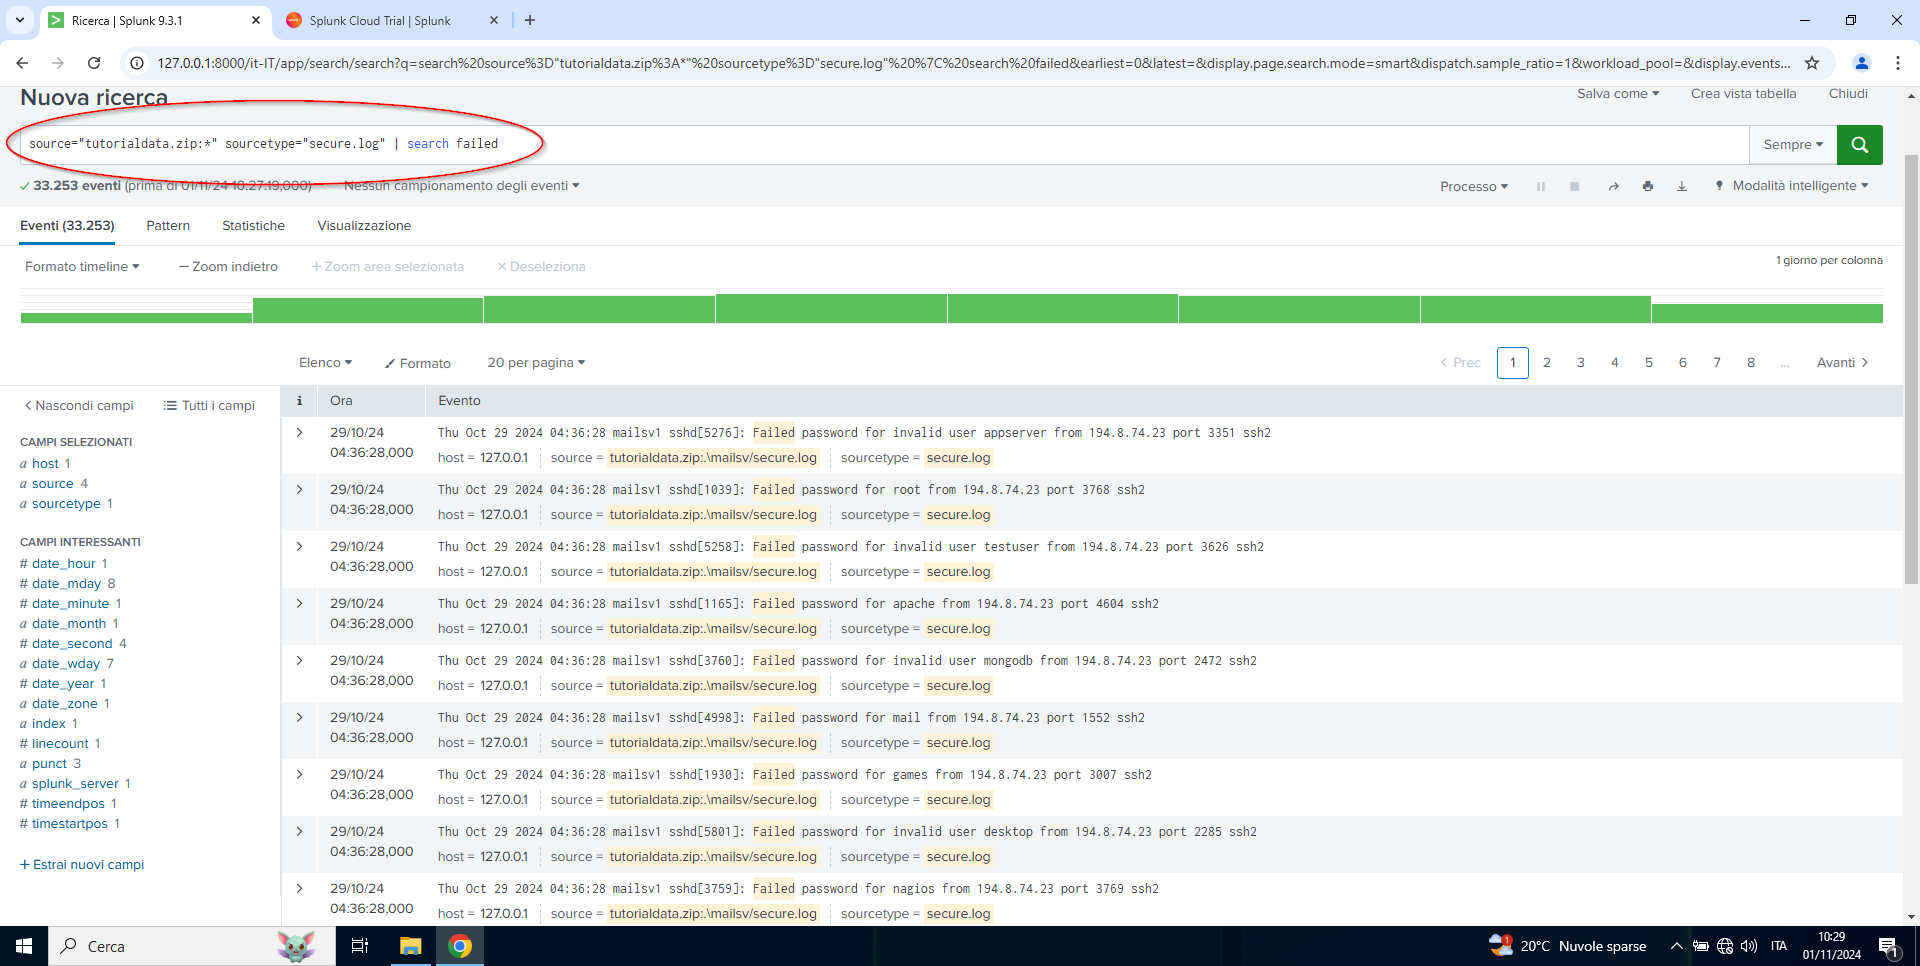 Ricerca | Splunk 9.3.1
Splunk Cloud Trial | Splunk
127.0.0.1:8000/it-IT/app/search/search?q=search%20source%3D"tutorialdata.zip%3A*"%20sourcetype%3D"secure.log"%20%7C%20search%20failed&earliest=0&latest=&display.page.search.mode=smart&dispatch.sample_ratio=1&workload_pool=&display.events...
Nuova ricerca
Salva come Crea vista tabella Chiudi
source="tutorialdata.zip:*" sourcetype="secure.log" | search failed
Sempre
33.253 eventi (prima di 01/11/24 10:27:19,000) Nessun campionamento degli eventi
Processo Modalità intelligente
Eventi (33.253) Pattern Statistiche Visualizzazione
Formato timeline — Zoom indietro + Zoom area selezionata × Deseleziona
1 giorno per colonna
Elenco Formato 20 per pagina
< Prec 1 2 3 4 5 6 7 8 ... Avanti >
< Nascondi campi Tutti i campi
i Ora Evento
CAMPI SELEZIONATI
a host 1
a source 4
a sourcetype 1
CAMPI INTERESSANTI
# date_hour 1
# date_mday 8
# date_minute 1
a date_month 1
# date_second 4
a date_wday 7
# date_year 1
a date_zone 1
a index 1
# linecount 1
a punct 3
a splunk_server 1
# timeendpos 1
# timestartpos 1
+ Estrai nuovi campi
29/10/24 04:36:28,000
Thu Oct 29 2024 04:36:28 mailsv1 sshd[5276]: Failed password for invalid user appserver from 194.8.74.23 port 3351 ssh2
host = 127.0.0.1 source = tutorialdata.zip:.\mailsv/secure.log sourcetype = secure.log
29/10/24 04:36:28,000
Thu Oct 29 2024 04:36:28 mailsv1 sshd[1039]: Failed password for root from 194.8.74.23 port 3768 ssh2
host = 127.0.0.1 source = tutorialdata.zip:.\mailsv/secure.log sourcetype = secure.log
29/10/24 04:36:28,000
Thu Oct 29 2024 04:36:28 mailsv1 sshd[5258]: Failed password for invalid user testuser from 194.8.74.23 port 3626 ssh2
host = 127.0.0.1 source = tutorialdata.zip:.\mailsv/secure.log sourcetype = secure.log
29/10/24 04:36:28,000
Thu Oct 29 2024 04:36:28 mailsv1 sshd[1165]: Failed password for apache from 194.8.74.23 port 4604 ssh2
host = 127.0.0.1 source = tutorialdata.zip:.\mailsv/secure.log sourcetype = secure.log
29/10/24 04:36:28,000
Thu Oct 29 2024 04:36:28 mailsv1 sshd[3760]: Failed password for invalid user mongodb from 194.8.74.23 port 2472 ssh2
host = 127.0.0.1 source = tutorialdata.zip:.\mailsv/secure.log sourcetype = secure.log
29/10/24 04:36:28,000
Thu Oct 29 2024 04:36:28 mailsv1 sshd[4998]: Failed password for mail from 194.8.74.23 port 1552 ssh2
host = 127.0.0.1 source = tutorialdata.zip:.\mailsv/secure.log sourcetype = secure.log
29/10/24 04:36:28,000
Thu Oct 29 2024 04:36:28 mailsv1 sshd[1930]: Failed password for games from 194.8.74.23 port 3007 ssh2
host = 127.0.0.1 source = tutorialdata.zip:.\mailsv/secure.log sourcetype = secure.log
29/10/24 04:36:28,000
Thu Oct 29 2024 04:36:28 mailsv1 sshd[5801]: Failed password for invalid user desktop from 194.8.74.23 port 2285 ssh2
host = 127.0.0.1 source = tutorialdata.zip:.\mailsv/secure.log sourcetype = secure.log
29/10/24 04:36:28,000
Thu Oct 29 2024 04:36:28 mailsv1 sshd[3759]: Failed password for nagios from 194.8.74.23 port 3769 ssh2
host = 127.0.0.1 source = tutorialdata.zip:.\mailsv/secure.log sourcetype = secure.log
Cerca
1 20°C Nuvole sparse ITA 10:29
01/11/2024 1